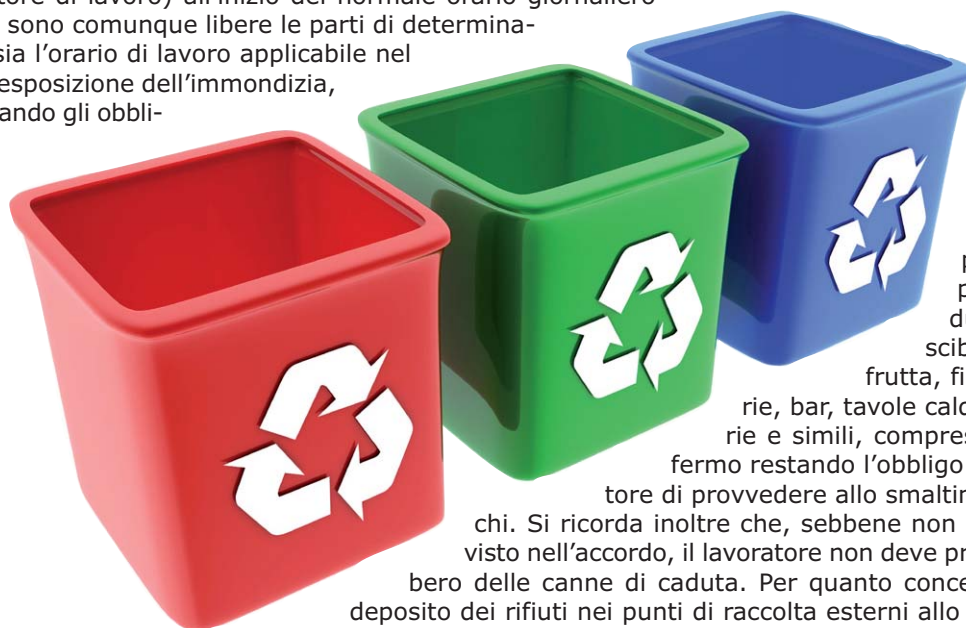 tore di lavoro) all’inizio del normale orario giornaliero
sono comunque libere le parti di determina-
sia l’orario di lavoro applicabile nel
esposizione dell’immondizia,
ando gli obbli-
p
p
d
scib
frutta, fi
rie, bar, tavole cald
rie e simili, compres
fermo restando l’obbligo
tore di provvedere allo smaltin
chi. Si ricorda inoltre che, sebbene non
visto nell’accordo, il lavoratore non deve pr
bero delle canne di caduta. Per quanto conce
deposito dei rifiuti nei punti di raccolta esterni allo